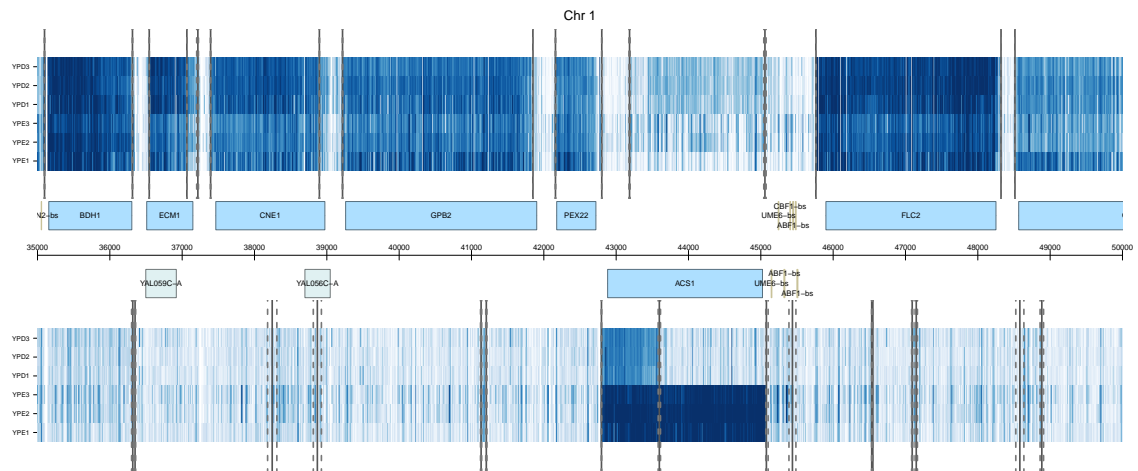 Chr 1
YPD3
YPD2
YPD1
YPE3
YPE2
YPE1
N2-bs BDH1 ECM1 CNE1 GPB2 PEX22 UME6-bs CBF1-bs ABF1-bs FLC2
35000 36000 37000 38000 39000 40000 41000 42000 43000 44000 45000 46000 47000 48000 49000 50000
YAL059C-A YAL056C-A ACS1 UME6-bs ABF1-bs ABF1-bs
YPD3
YPD2
YPD1
YPE3
YPE2
YPE1